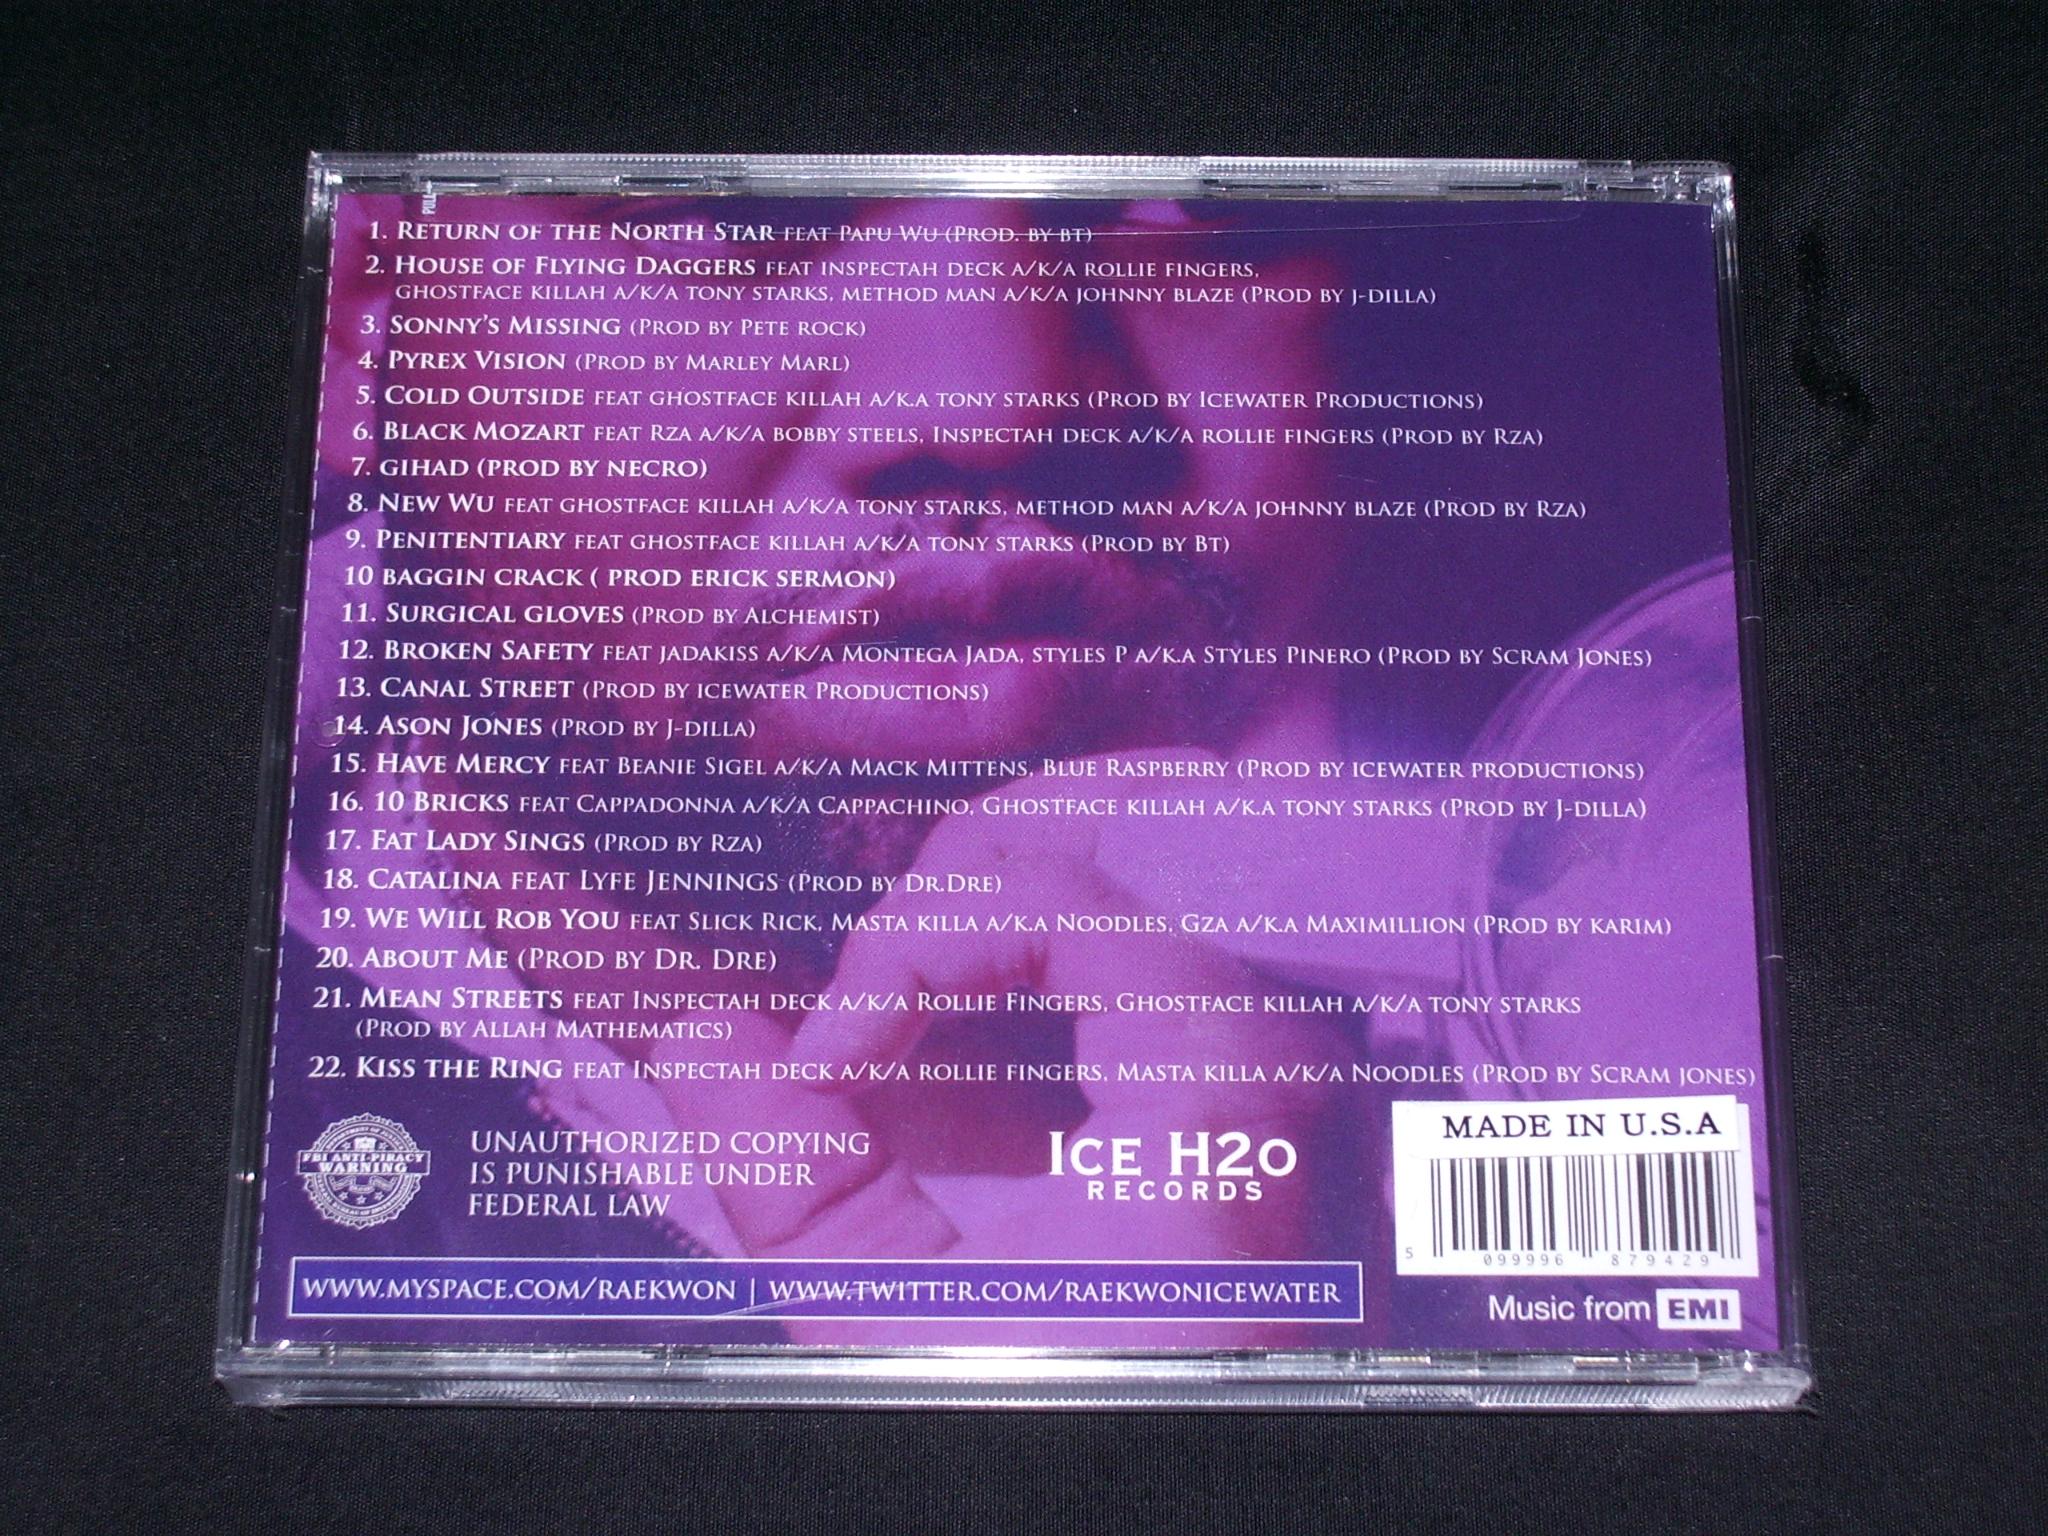 PULL
1. RETURN OF THE NORTH STAR FEAT PAPU WU (PROD. BY BT)
2. HOUSE OF FLYING DAGGERS FEAT INSPECTAH DECK A/K/A ROLLIE FINGERS,
GHOSTFACE KILLAH A/K/A TONY STARKS, METHOD MAN A/K/A JOHNNY BLAZE (PROD BY J-DILLA)
3. SONNY'S MISSING (PROD BY PETE ROCK)
4. PYREX VISION (PROD BY MARLEY MARL)
5. COLD OUTSIDE FEAT GHOSTFACE KILLAH A/K.A TONY STARKS (PROD BY ICEWATER PRODUCTIONS)
6. BLACK MOZART FEAT RZA A/K/A BOBBY STEELS, INSPECTAH DECK A/K/A ROLLIE FINGERS (PROD BY RZA)
7. GIHAD (PROD BY NECRO)
8. NEW WU FEAT GHOSTFACE KILLAH A/K/A TONY STARKS, METHOD MAN A/K/A JOHNNY BLAZE (PROD BY RZA)
9. PENITENTIARY FEAT GHOSTFACE KILLAH A/K/A TONY STARKS (PROD BY BT)
10 BAGGIN CRACK ( PROD ERICK SERMON)
11. SURGICAL GLOVES (PROD BY ALCHEMIST)
12. BROKEN SAFETY FEAT JADAKISS A/K/A MONTEGA JADA, STYLES P A/K.A STYLES PINERO (PROD BY SCRAM JONES)
13. CANAL STREET (PROD BY ICEWATER PRODUCTIONS)
14. ASON JONES (PROD BY J-DILLA)
15. HAVE MERCY FEAT BEANIE SIGEL A/K/A MACK MITTENS, BLUE RASPBERRY (PROD BY ICEWATER PRODUCTIONS)
16. 10 BRICKS FEAT CAPPADONNA A/K/A CAPPACHINO, GHOSTFACE KILLAH A/K.A TONY STARKS (PROD BY J-DILLA)
17. FAT LADY SINGS (PROD BY RZA)
18. CATALINA FEAT LYFE JENNINGS (PROD BY DR.DRE)
19. WE WILL ROB YOU FEAT SLICK RICK, MASTA KILLA A/K.A NOODLES, GZA A/K.A MAXIMILLION (PROD BY KARIM)
20. ABOUT ME (PROD BY DR. DRE)
21. MEAN STREETS FEAT INSPECTAH DECK A/K/A ROLLIE FINGERS, GHOSTFACE KILLAH A/K/A TONY STARKS
(PROD BY ALLAH MATHEMATICS)
22. KISS THE RING FEAT INSPECTAH DECK A/K/A ROLLIE FINGERS, MASTA KILLA A/K/A NOODLES (PROD BY SCRAM JONES)
FBI ANTI-PIRACY
WARNING
UNAUTHORIZED COPYING
IS PUNISHABLE UNDER
FEDERAL LAW
ICE H2O
RECORDS
MADE IN U.S.A
5 099996 879429
WWW.MYSPACE.COM/RAEKWON | WWW.TWITTER.COM/RAEKWONICEWATER
Music from EMI